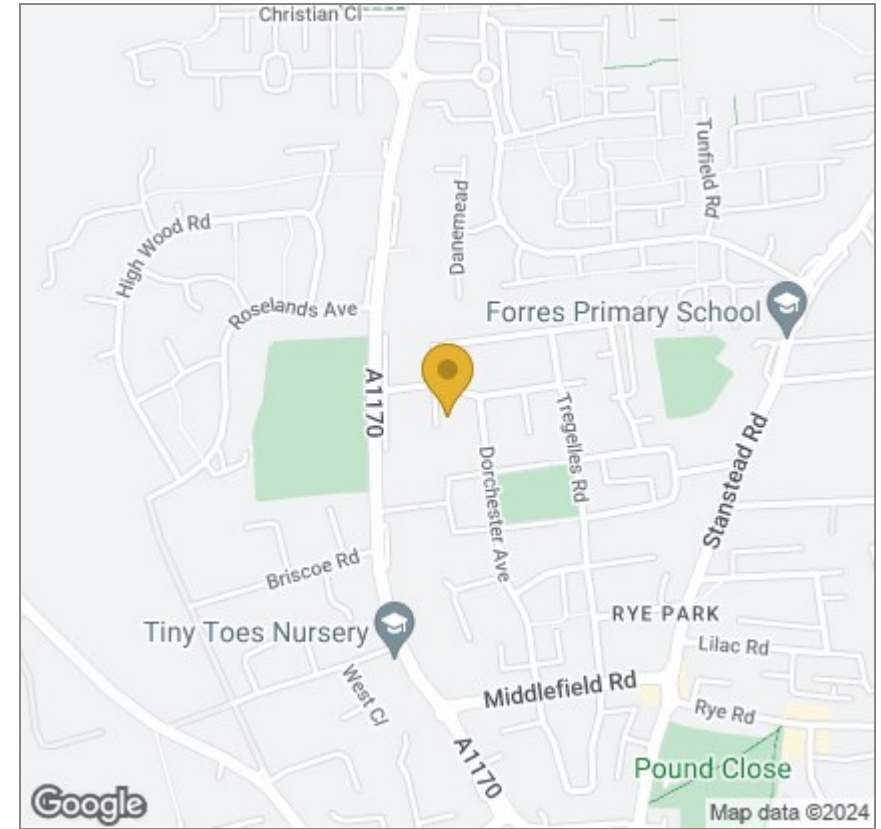 Christian Cl
Tunfield Rd
Danemead
High Wood Rd
Roselands Ave
Forres Primary School
A1170
Tregelles Rd
Dorchester Ave
Stanstead Rd
Briscoe Rd
RYE PARK
Tiny Toes Nursery
Lilac Rd
West Cl
Middlefield Rd
Rye Rd
A1170
Pound Close
Google
Map data ©2024